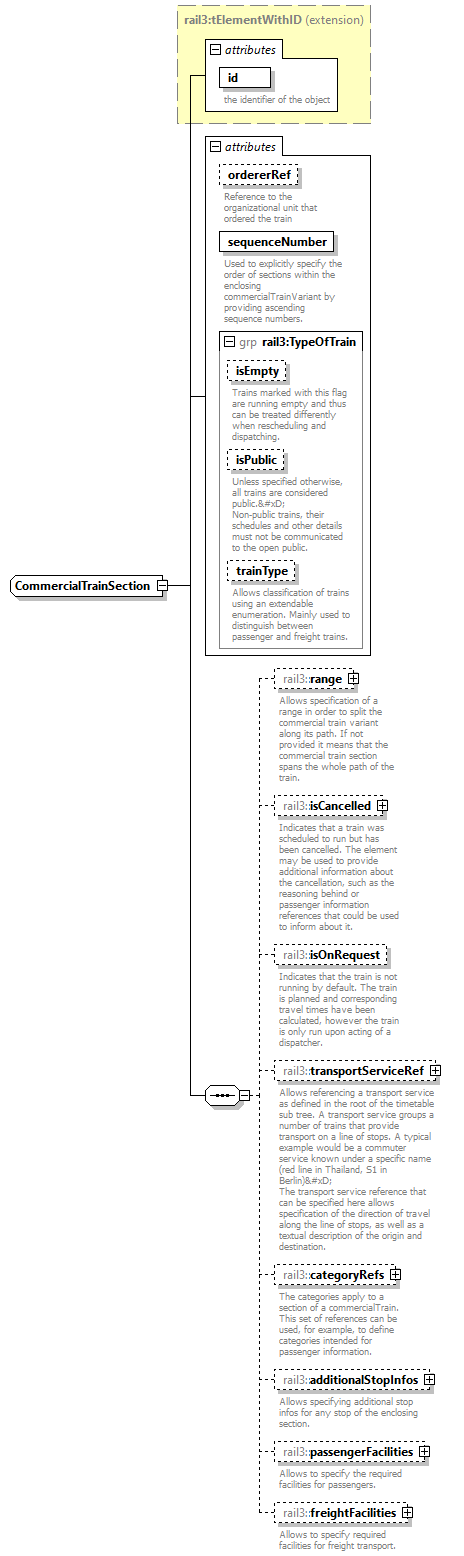 rail3:tElementWithID (extension)
attributes
id
the identifier of the object
attributes
ordererRef
Reference to the
organizational unit that
ordered the train
sequenceNumber
Used to explicitly specify the
order of sections within the
enclosing
commercialTrainVariant by
providing ascending
sequence numbers.
grp rail3:TypeOfTrain
isEmpty
Trains marked with this flag
are running empty and thus
can be treated differently
when rescheduling and
dispatching.
isPublic
Unless specified otherwise,
all trains are considered
public.&#xD;
Non-public trains, their
schedules and other details
must not be communicated
to the open public.
trainType
Allows classification of trains
using an extendable
enumeration. Mainly used to
distinguish between
passenger and freight trains.
CommercialTrainSection
rail3:range
Allows specification of a
range in order to split the
commercial train variant
along its path. If not
provided it means that the
commercial train section
spans the whole path of the
train.
rail3:isCancelled
Indicates that a train was
scheduled to run but has
been cancelled. The element
may be used to provide
additional information about
the cancellation, such as the
reasoning behind or
passenger information
references that could be used
to inform about it.
rail3:isOnRequest
Indicates that the train is not
running by default. The train
is planned and corresponding
travel times have been
calculated, however the train
is only run upon acting of a
dispatcher.
rail3:transportServiceRef
Allows referencing a transport service
as defined in the root of the timetable
sub tree. A transport service groups a
number of trains that provide
transport on a line of stops. A typical
example would be a commuter
service known under a specific name
(red line in Thailand, S1 in
Berlin)&#xD;
The transport service reference that
can be specified here allows
specification of the direction of travel
along the line of stops, as well as a
textual description of the origin and
destination.
rail3:categoryRefs
The categories apply to a
section of a commercialTrain.
This set of references can be
used, for example, to define
categories intended for
passenger information.
rail3:additionalStopInfos
Allows specifying additional stop
infos for any stop of the enclosing
section.
rail3:passengerFacilities
Allows to specify the required
facilities for passengers.
rail3:freightFacilities
Allows to specify required
facilities for freight transport.